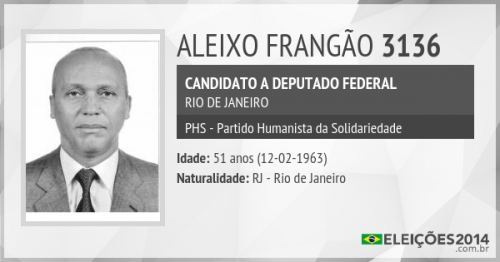 ALEIXO FRANGÃO 3136
CANDIDATO A DEPUTADO FEDERAL
RIO DE JANEIRO
PHS - Partido Humanista da Solidariedade
Idade: 51 anos (12-02-1963)
Naturalidade: RJ - Rio de Janeiro
ELEIÇÕES2014
.com.br